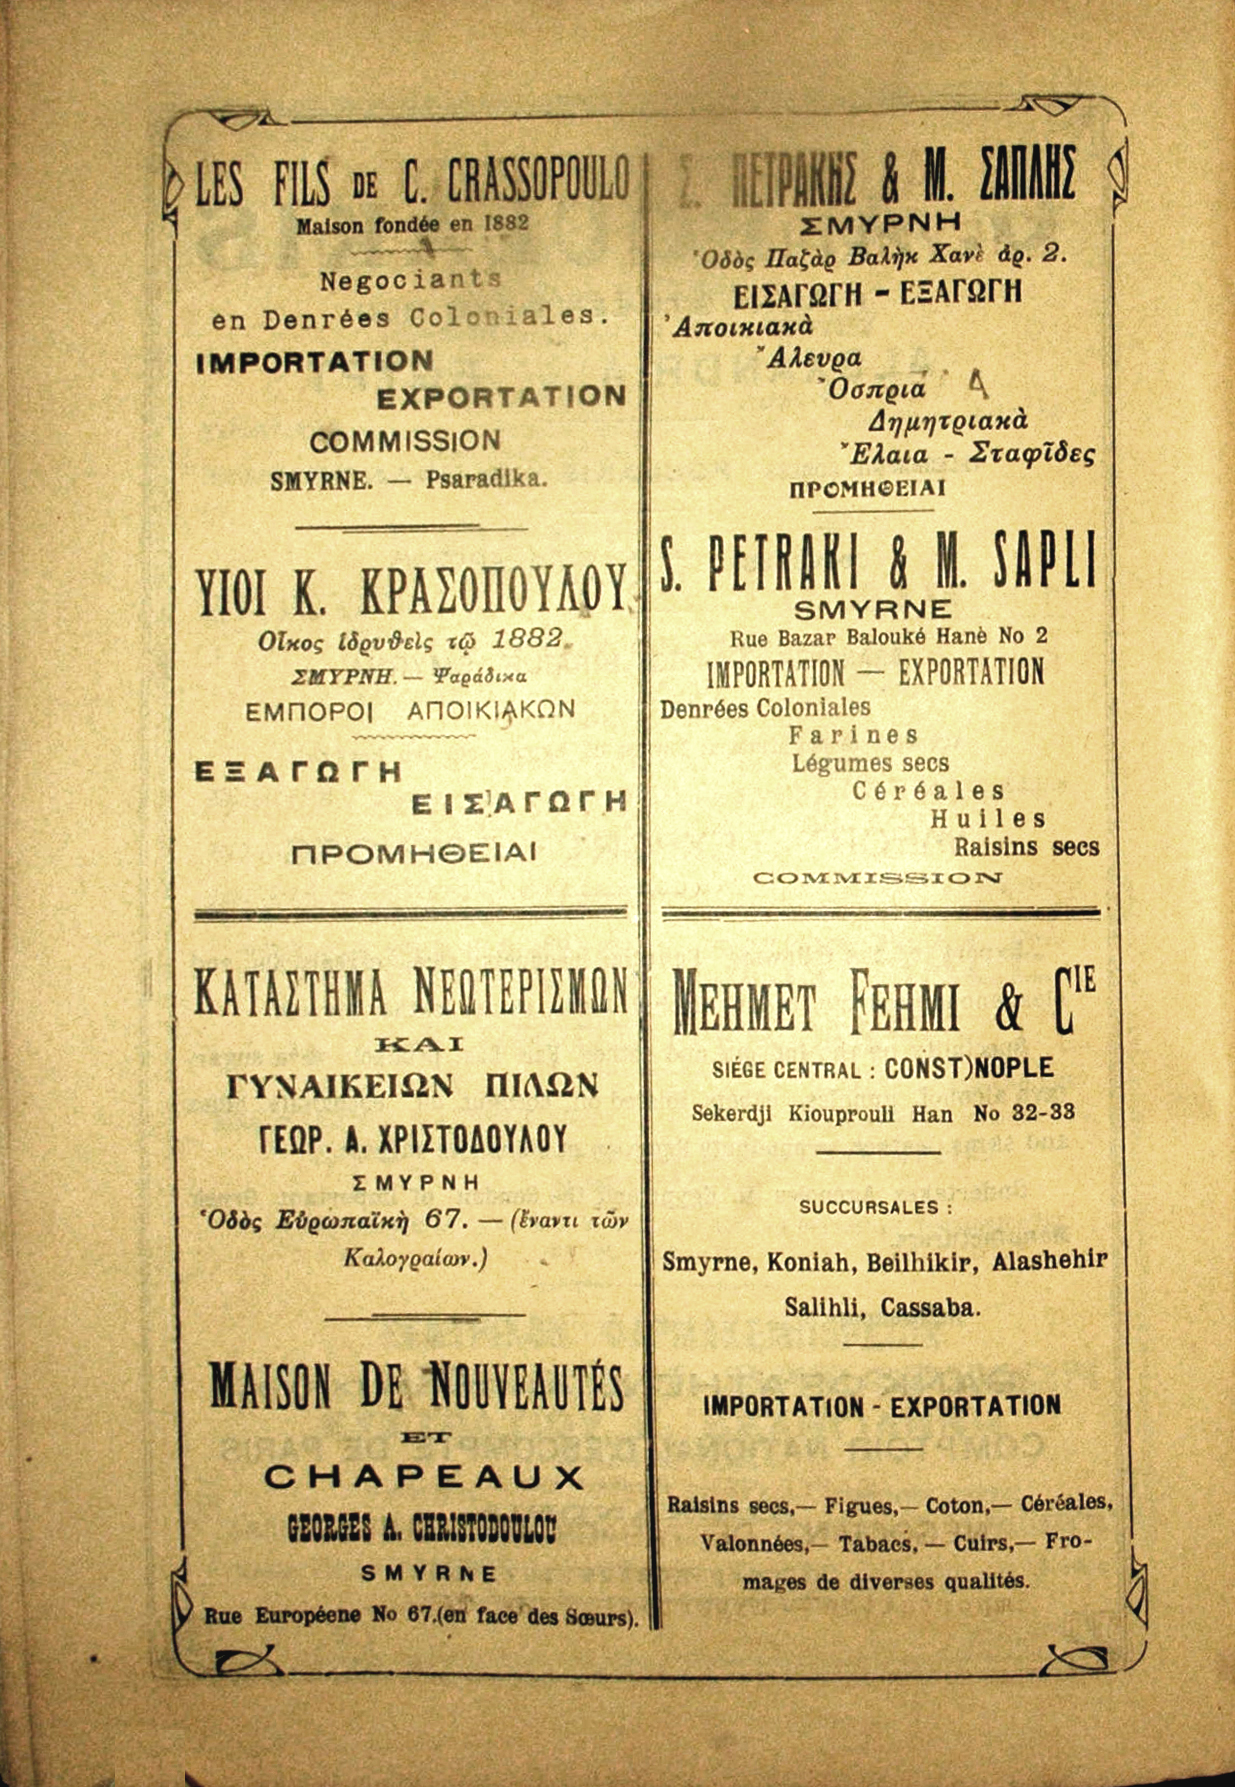 LES FILS DE C. CRASSOPOULO
Maison fondée en 1882
Negociants
en Denrées Coloniales.
IMPORTATION
EXPORTATION
COMMISSION
SMYRNE. — Psaradika.
ΥΙΟΙ Κ. ΚΡΑΣΟΠΟΥΛΟΥ
Οἶκος ἱδρυθεὶς τῷ 1882.
ΣΜΥΡΝΗ. — Ψαράδικα
ΕΜΠΟΡΟΙ ΑΠΟΙΚΙΑΚΩΝ
ΕΞΑΓΩΓΗ
ΕΙΣΑΓΩΓΗ
ΠΡΟΜΗΘΕΙΑΙ
ΚΑΤΑΣΤΗΜΑ ΝΕΩΤΕΡΙΣΜΩΝ
ΚΑΙ
ΓΥΝΑΙΚΕΙΩΝ ΠΙΛΩΝ
ΓΕΩΡ. Α. ΧΡΙΣΤΟΔΟΥΛΟΥ
ΣΜΥΡΝΗ
Ὁδὸς Εὐρωπαϊκὴ 67. — (ἔναντι τῶν
Καλογραίων.)
MAISON DE NOUVEAUTÉS
ET
CHAPEAUX
GEORGES A. CHRISTODOULOU
SMYRNE
Rue Européene No 67.(en face des Sœurs).
Σ. ΠΕΤΡΑΚΗΣ & Μ. ΣΑΠΛΗΣ
ΣΜΥΡΝΗ
Ὁδὸς Παζὰρ Βαλὴκ Χανὲ ἀρ. 2.
ΕΙΣΑΓΩΓΗ - ΕΞΑΓΩΓΗ
Ἀποικιακὰ
Ἄλευρα
Ὄσπρια
Δημητριακὰ
Ἔλαια - Σταφῖδες
ΠΡΟΜΗΘΕΙΑΙ
S. PETRAKI & M. SAPLI
SMYRNE
Rue Bazar Balouké Hanè No 2
IMPORTATION — EXPORTATION
Denrées Coloniales
Farines
Légumes secs
Céréales
Huiles
Raisins secs
COMMISSION
MEHMET FEHMI & CIE
SIÉGE CENTRAL : CONST)NOPLE
Sekerdji Kiouprouli Han No 32-33
SUCCURSALES :
Smyrne, Koniah, Beilhikir, Alashehir
Salihli, Cassaba.
IMPORTATION - EXPORTATION
Raisins secs,— Figues,— Coton,— Céréales,
Valonnées,— Tabacs, — Cuirs,— Fro-
mages de diverses qualités.